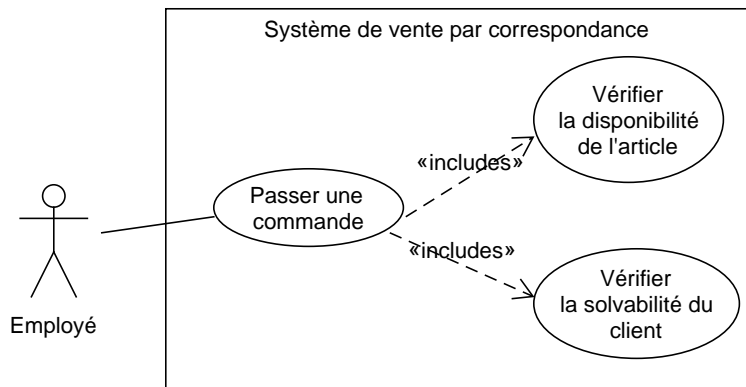 Système de vente par correspondance
Vérifier
la disponibilité
de l'article
«includes»
Passer une
commande
«includes»
Vérifier
la solvabilité du
client
Employé